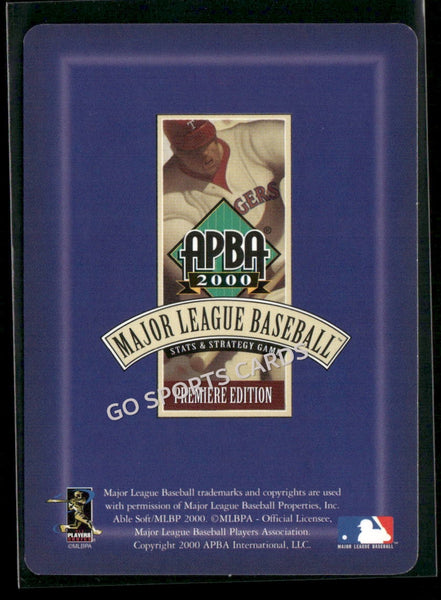 T
GERS
APBA®
2000
MAJOR LEAGUE BASEBALL™
STATS & STRATEGY GAME
GO SPORTS CARDS
PREMIERE EDITION
Major League Baseball trademarks and copyrights are used
with permission of Major League Baseball Properties, Inc.
Able Soft/MLBP 2000. ©MLBPA - Official Licensee,
Major League Baseball Players Association.
Copyright 2000 APBA International, LLC.
PLAYERS
©MLBPA
MAJOR LEAGUE BASEBALL™